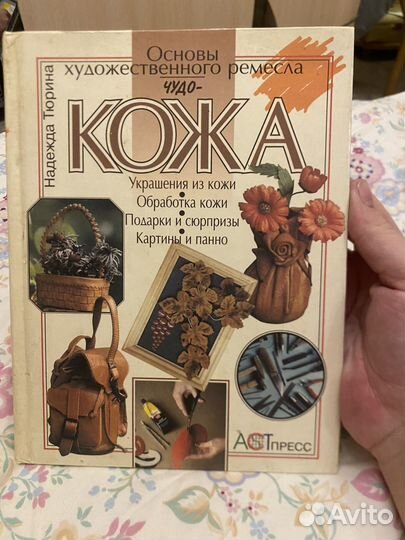 Основы
художественного ремесла
ЧУДО-
КОЖА
Надежда Тюрина
Украшения из кожи
Обработка кожи
Подарки и сюрпризы
Картины и панно
АСТ ПРЕСС
Avito